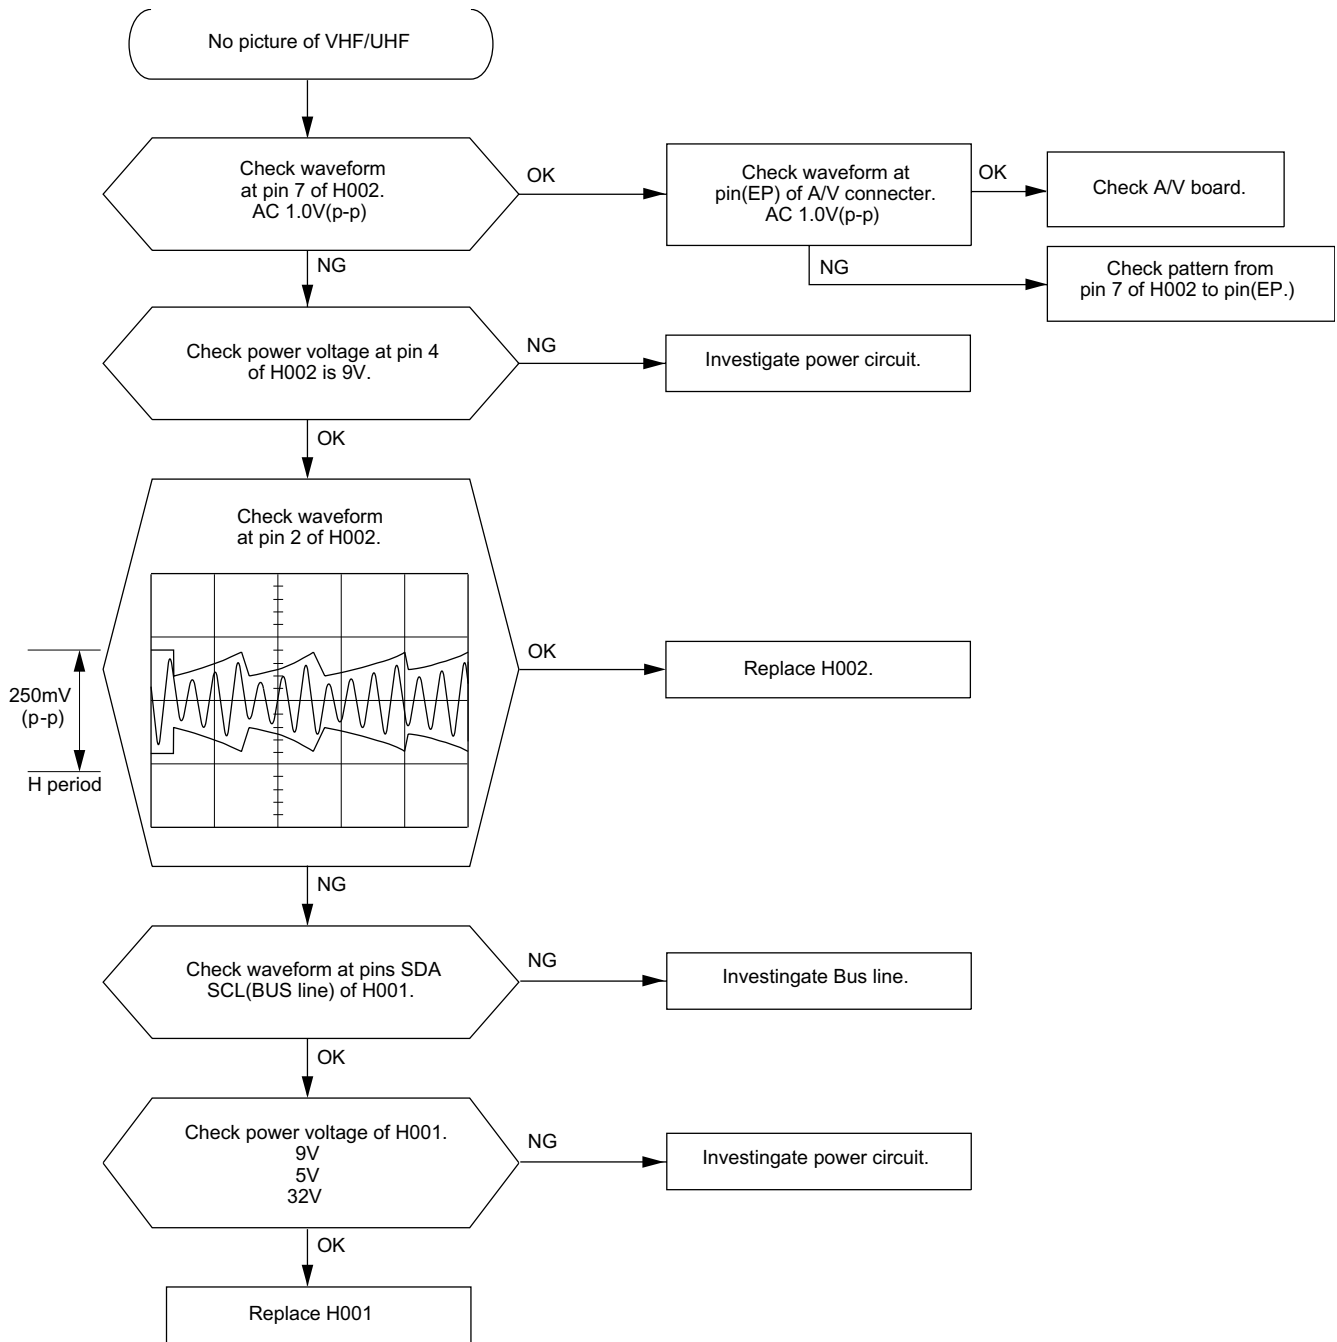 No picture of VHF/UHF
Check waveform
at pin 7 of H002.
AC 1.0V(p-p)
OK
Check waveform at
pin(EP) of A/V connecter.
AC 1.0V(p-p)
OK
Check A/V board.
NG
Check pattern from
pin 7 of H002 to pin(EP.)
NG
Check power voltage at pin 4
of H002 is 9V.
NG
Investigate power circuit.
OK
Check waveform
at pin 2 of H002.
250mV
(p-p)
H period
OK
Replace H002.
NG
Check waveform at pins SDA
SCL(BUS line) of H001.
NG
Investingate Bus line.
OK
Check power voltage of H001.
9V
5V
32V
NG
Investingate power circuit.
OK
Replace H001